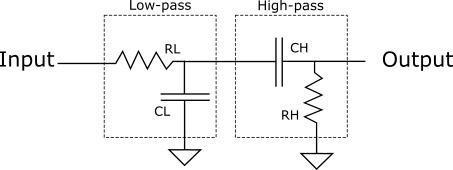 Low-pass
High-pass
Input
RL
CL
CH
RH
Output